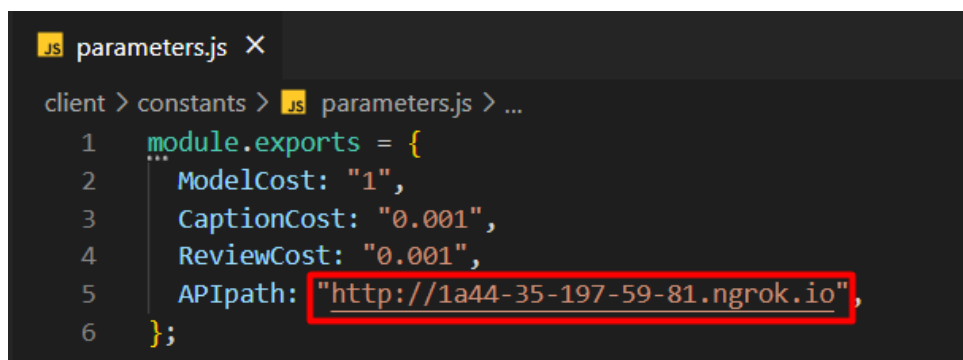 JS parameters.js ×
client > constants > JS parameters.js > ...
1 module.exports = {
2 ModelCost: "1",
3 CaptionCost: "0.001",
4 ReviewCost: "0.001",
5 APIpath: "http://1a44-35-197-59-81.ngrok.io",
6 };